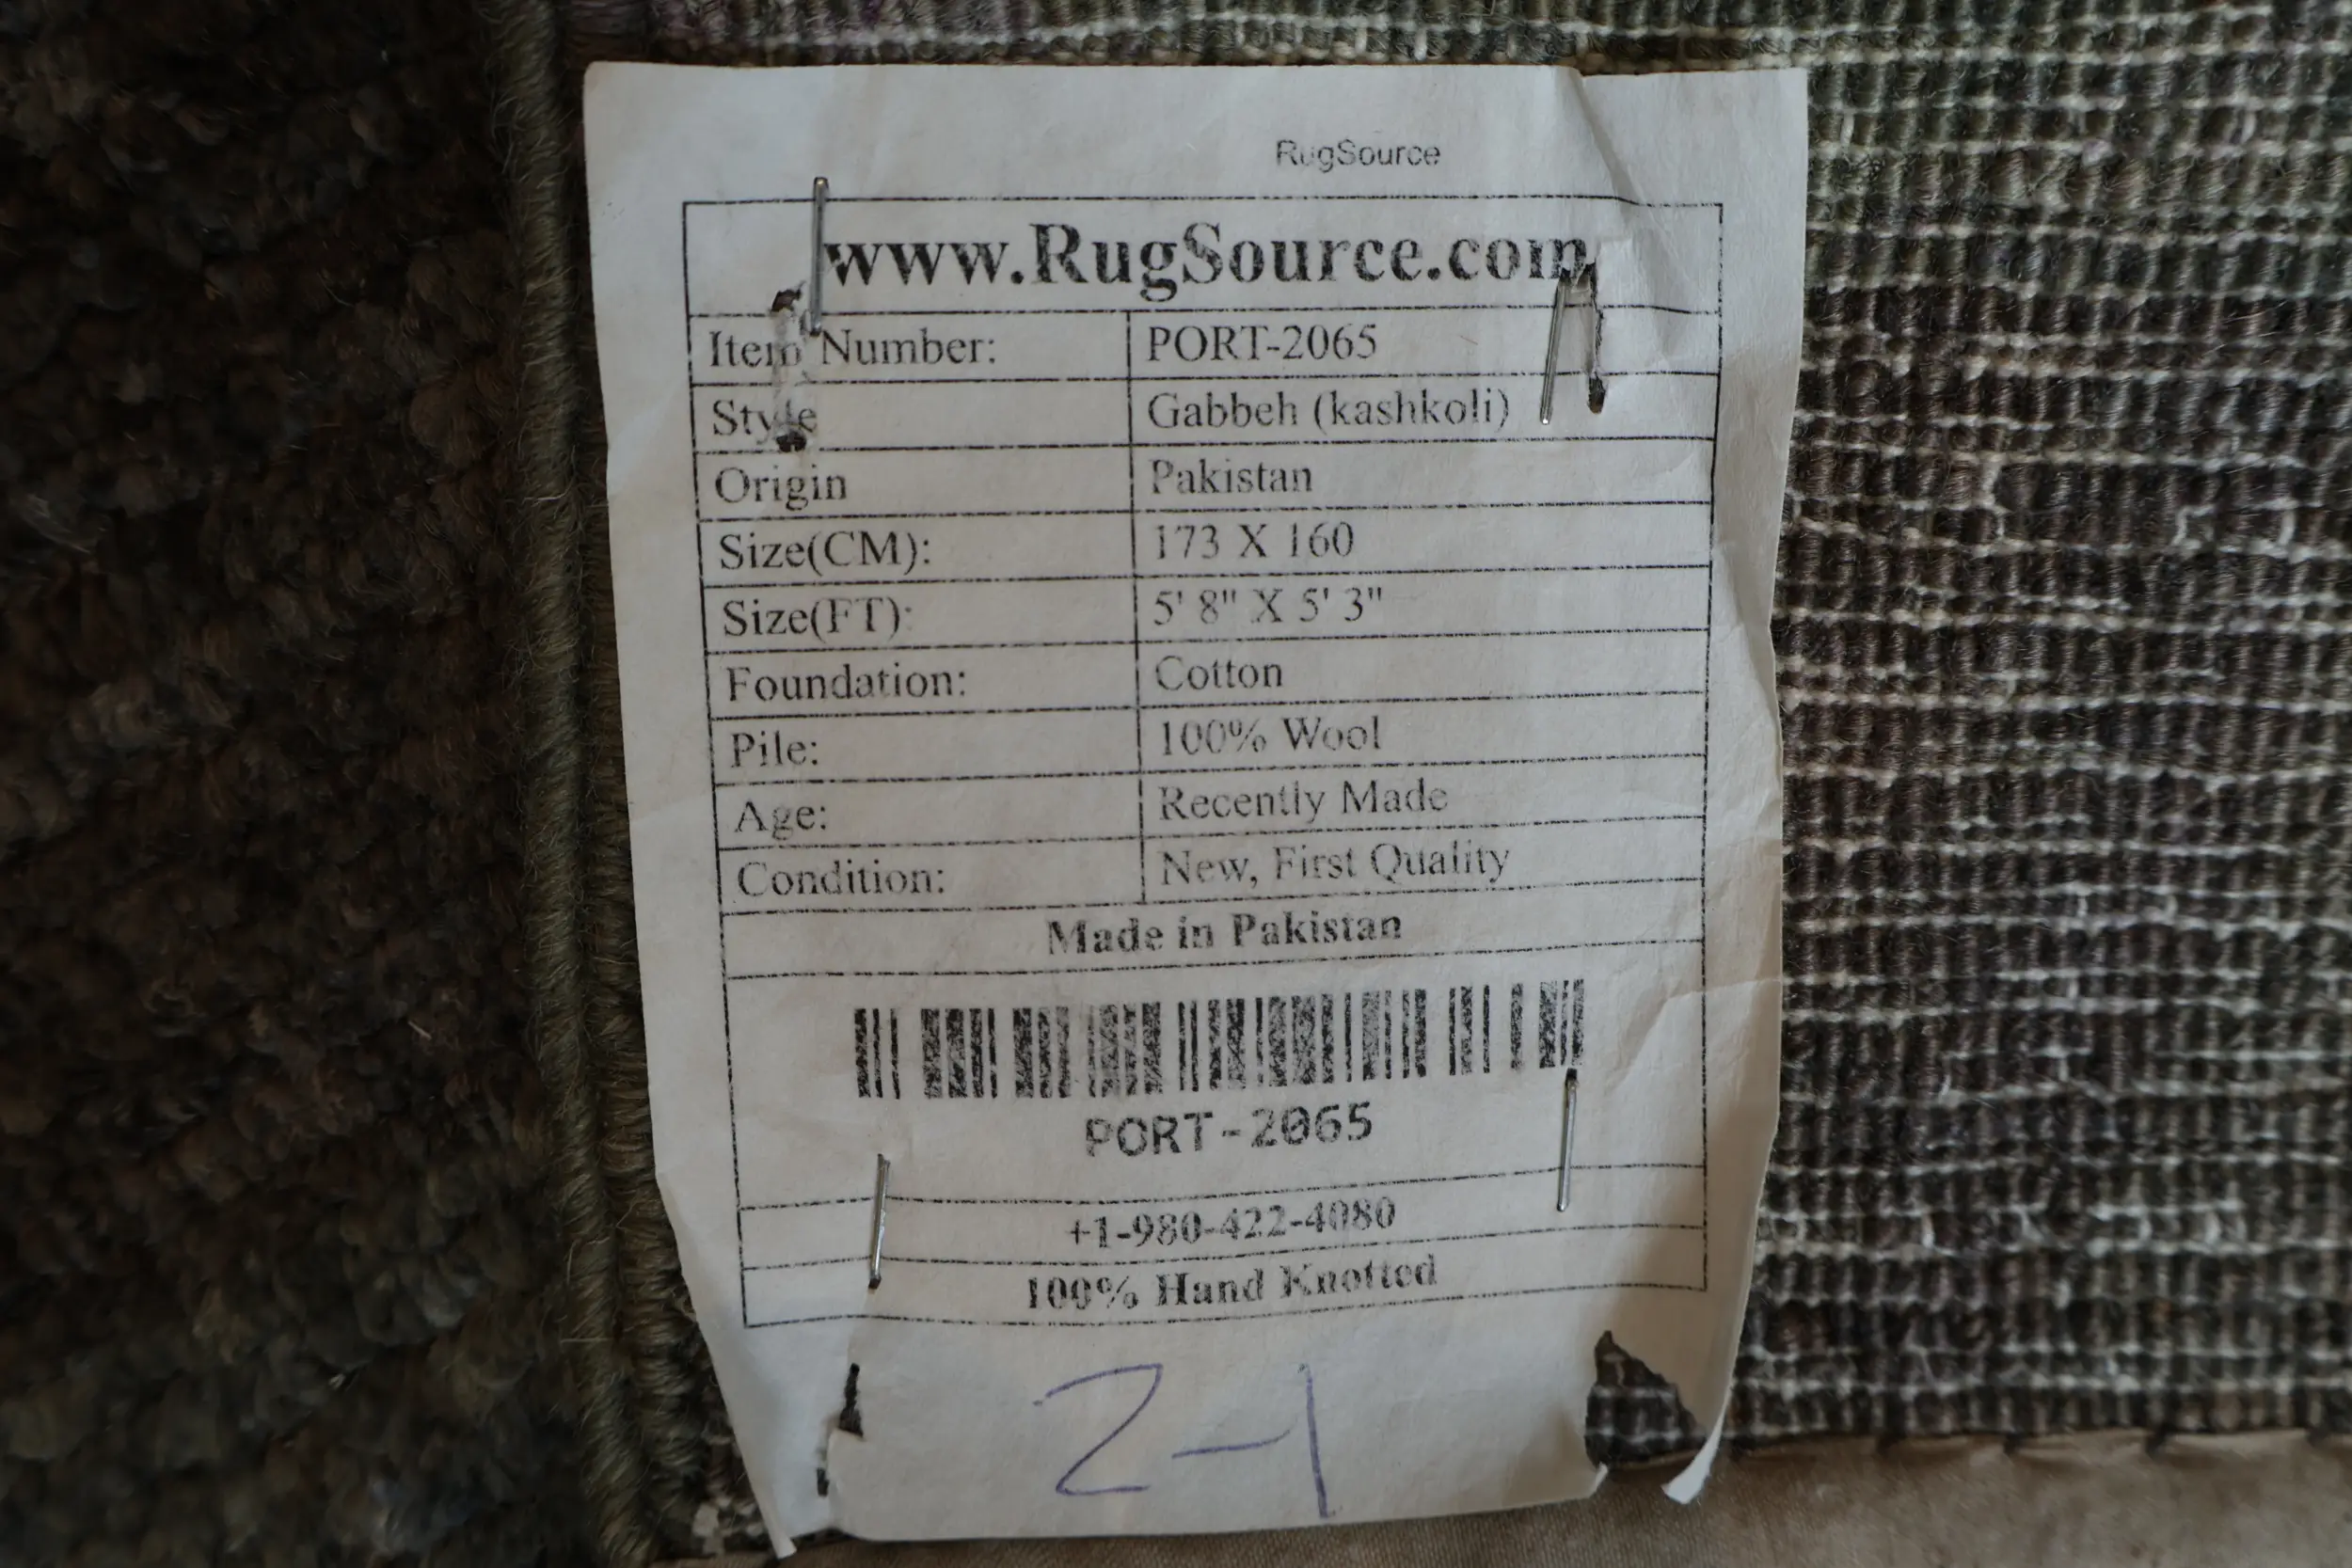 RugSource
www.RugSource.com
Item Number: PORT-2065
Style Gabbeh (kashkoli)
Origin Pakistan
Size(CM): 173 X 160
Size(FT): 5' 8" X 5' 3"
Foundation: Cotton
Pile: 100% Wool
Age: Recently Made
Condition: New, First Quality
Made in Pakistan
PORT-2065
+1-980-422-4080
100% Hand Knotted
2-1